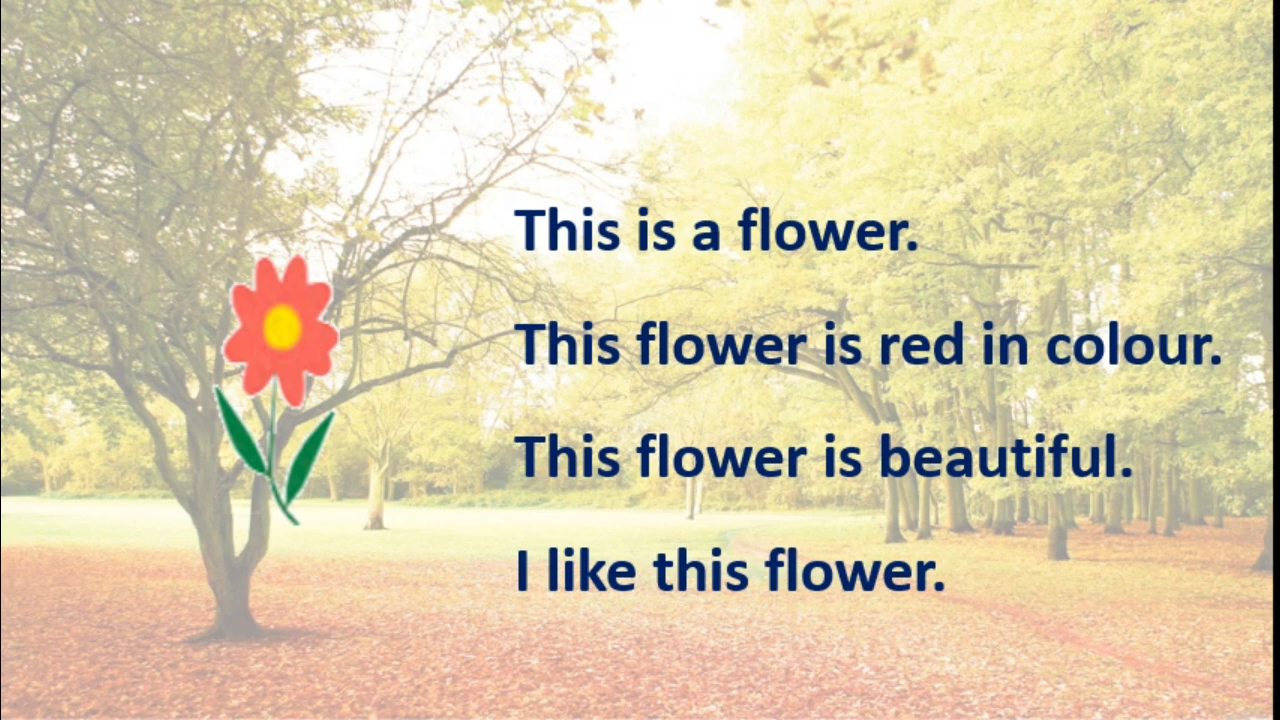 This is a flower.
This flower is red in colour.
This flower is beautiful.
I like this flower.